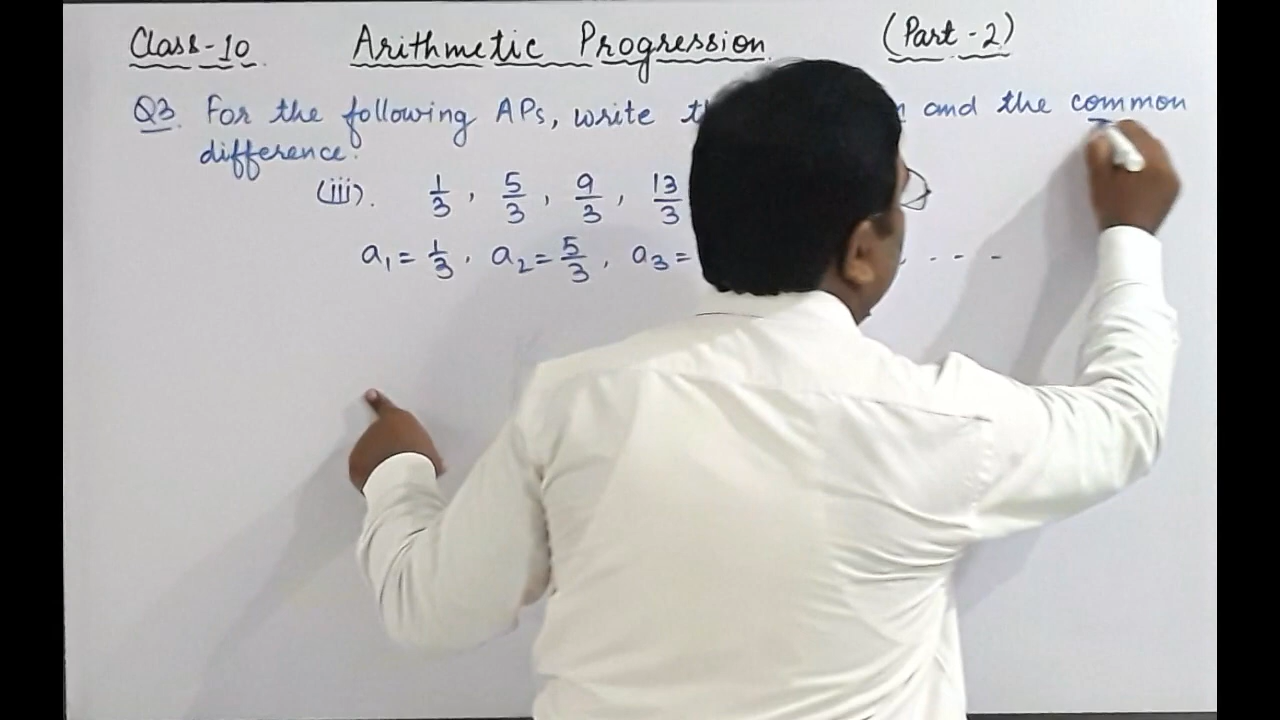 Class-10 Arithmetic Progression (Part-2)
Q3. For the following APs, write and the common
difference.
(iii). 1/3, 5/3, 9/3, 13/3
a₁ = 1/3, a₂ = 5/3, a₃ = . - - -